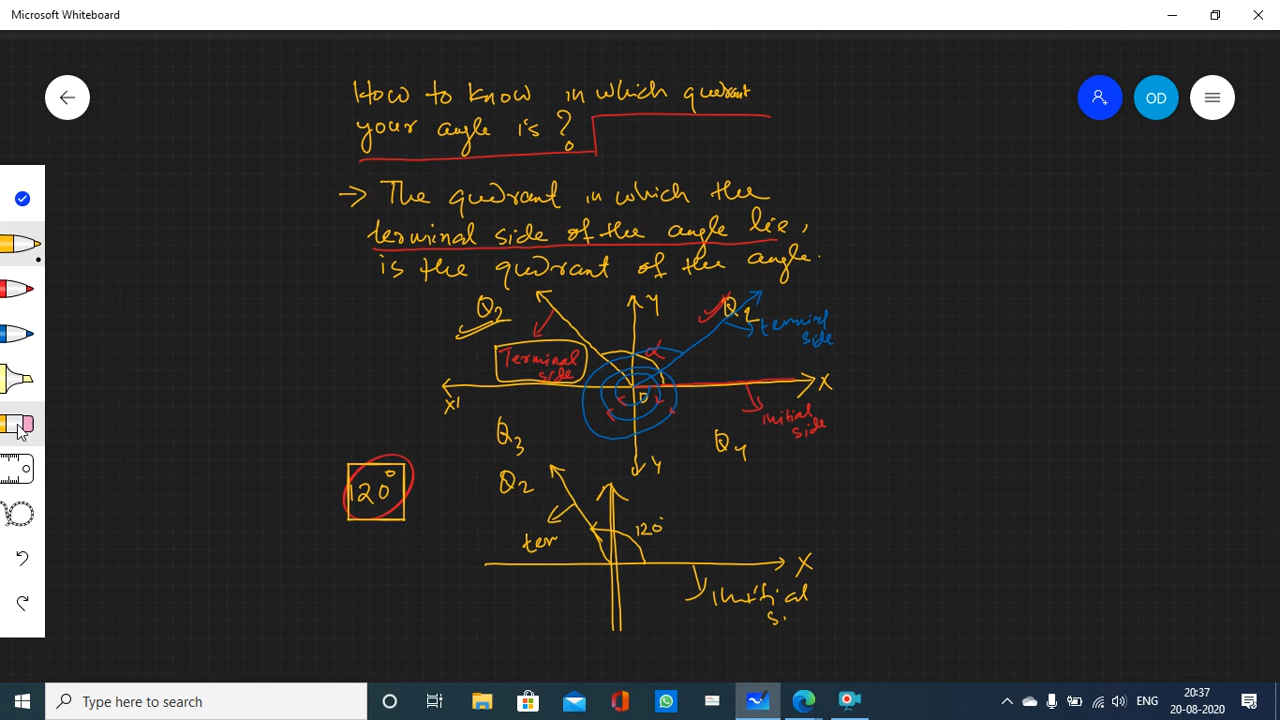 Microsoft Whiteboard
OD
How to know in which quadrant
your angle is?
→ The quadrant in which the
terminal side of the angle lie,
is the quadrant of the angle.
Q2
Y
Q1
terminal
side
Terminal
side
α
X'
O
X
initial
side
Q3
Q4
Y
120°
Q2
120°
ter
X
initial
s.
Type here to search
ENG
20:37
20-08-2020